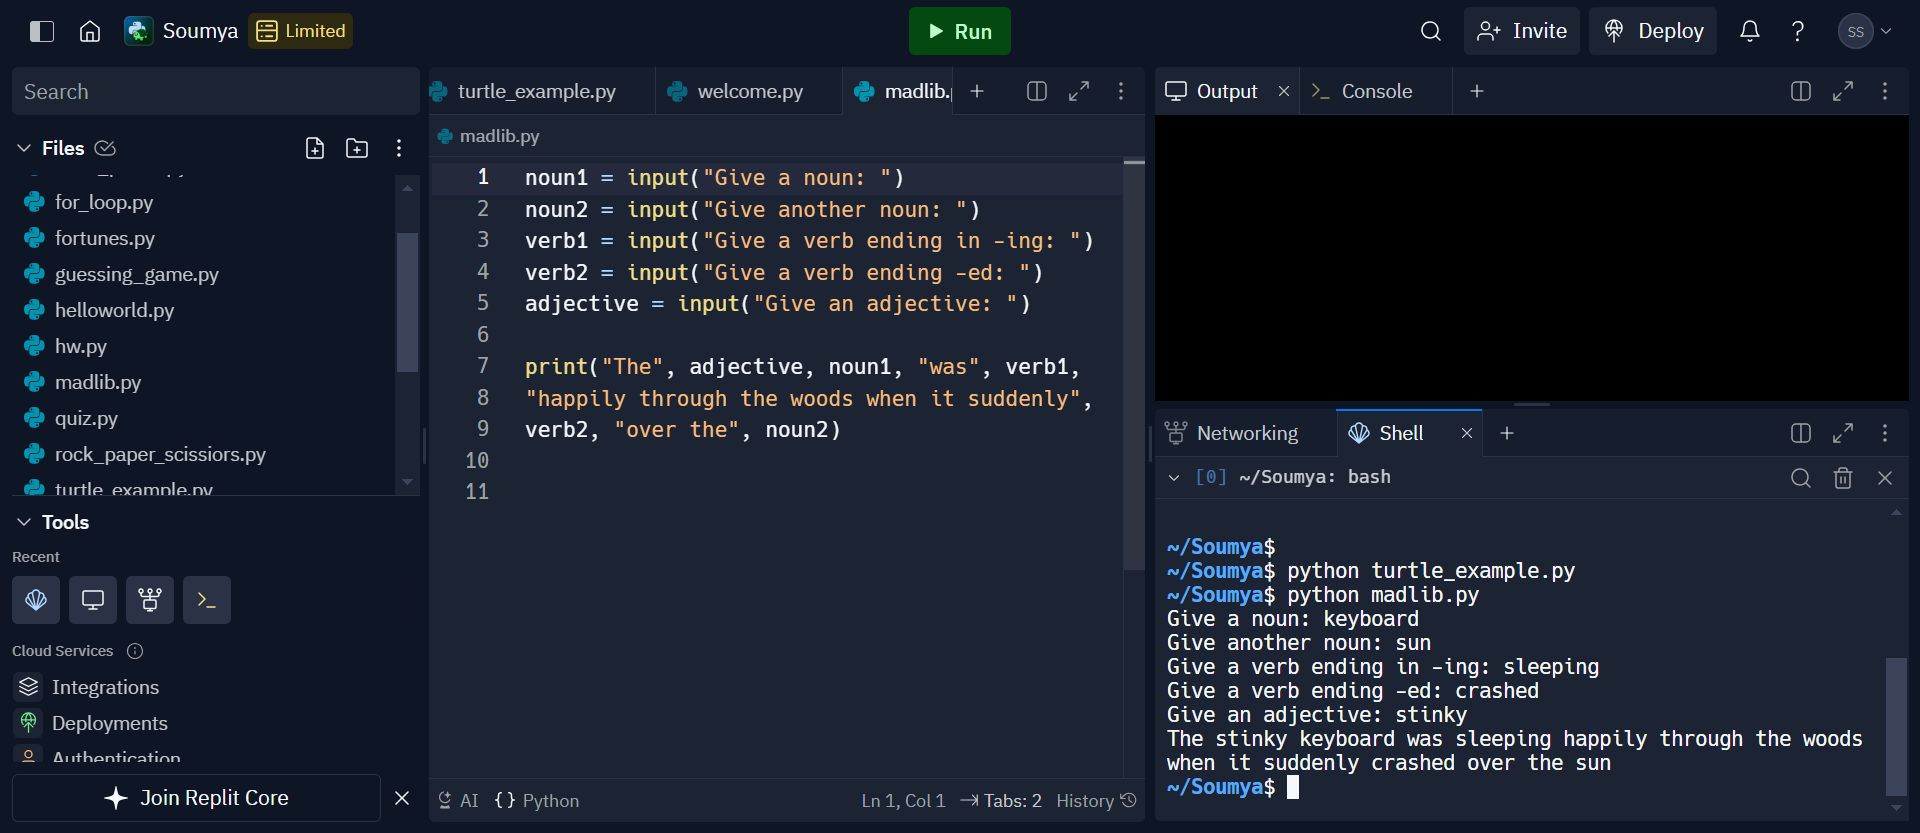 Soumya Limited Run Invite Deploy ? SS
Search
Files
for_loop.py
fortunes.py
guessing_game.py
helloworld.py
hw.py
madlib.py
quiz.py
rock_paper_scissiors.py
turtle_example.py
Tools
Recent
Cloud Services
Integrations
Deployments
Authentication
Join Replit Core
turtle_example.py welcome.py madlib.
madlib.py
1 noun1 = input("Give a noun: ")
2 noun2 = input("Give another noun: ")
3 verb1 = input("Give a verb ending in -ing: ")
4 verb2 = input("Give a verb ending -ed: ")
5 adjective = input("Give an adjective: ")
6
7 print("The", adjective, noun1, "was", verb1,
8 "happily through the woods when it suddenly",
9 verb2, "over the", noun2)
10
11
AI {} Python Ln 1, Col 1 Tabs: 2 History
Output Console
Networking Shell
[0] ~/Soumya: bash
~/Soumya$
~/Soumya$ python turtle_example.py
~/Soumya$ python madlib.py
Give a noun: keyboard
Give another noun: sun
Give a verb ending in -ing: sleeping
Give a verb ending -ed: crashed
Give an adjective: stinky
The stinky keyboard was sleeping happily through the woods
when it suddenly crashed over the sun
~/Soumya$